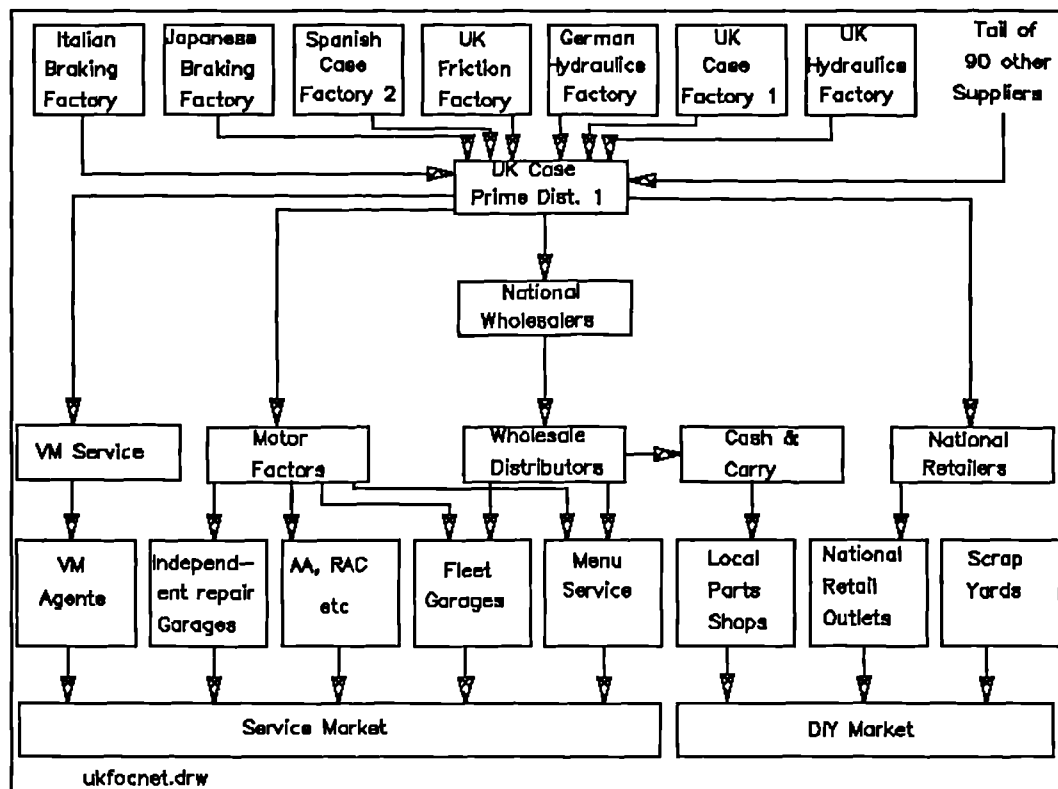 Italian
Braking
Factory
Japanese
Braking
Factory
Spanish
Case
Factory 2
UK
Friction
Factory
German
Hydraulics
Factory
UK
Case
Factory 1
UK
Hydraulics
Factory
Tail of
90 other
Suppliers
UK Case
Prime Dist. 1
National
Wholesalers
VM Service
Motor
Factors
Wholesale
Distributors
Cash &
Carry
National
Retailers
VM
Agents
Independ-
ent repair
Garages
AA, RAC
etc
Fleet
Garages
Menu
Service
Local
Parts
Shops
National
Retail
Outlets
Scrap
Yards
Service Market
DIY Market
ukfocnet.drw